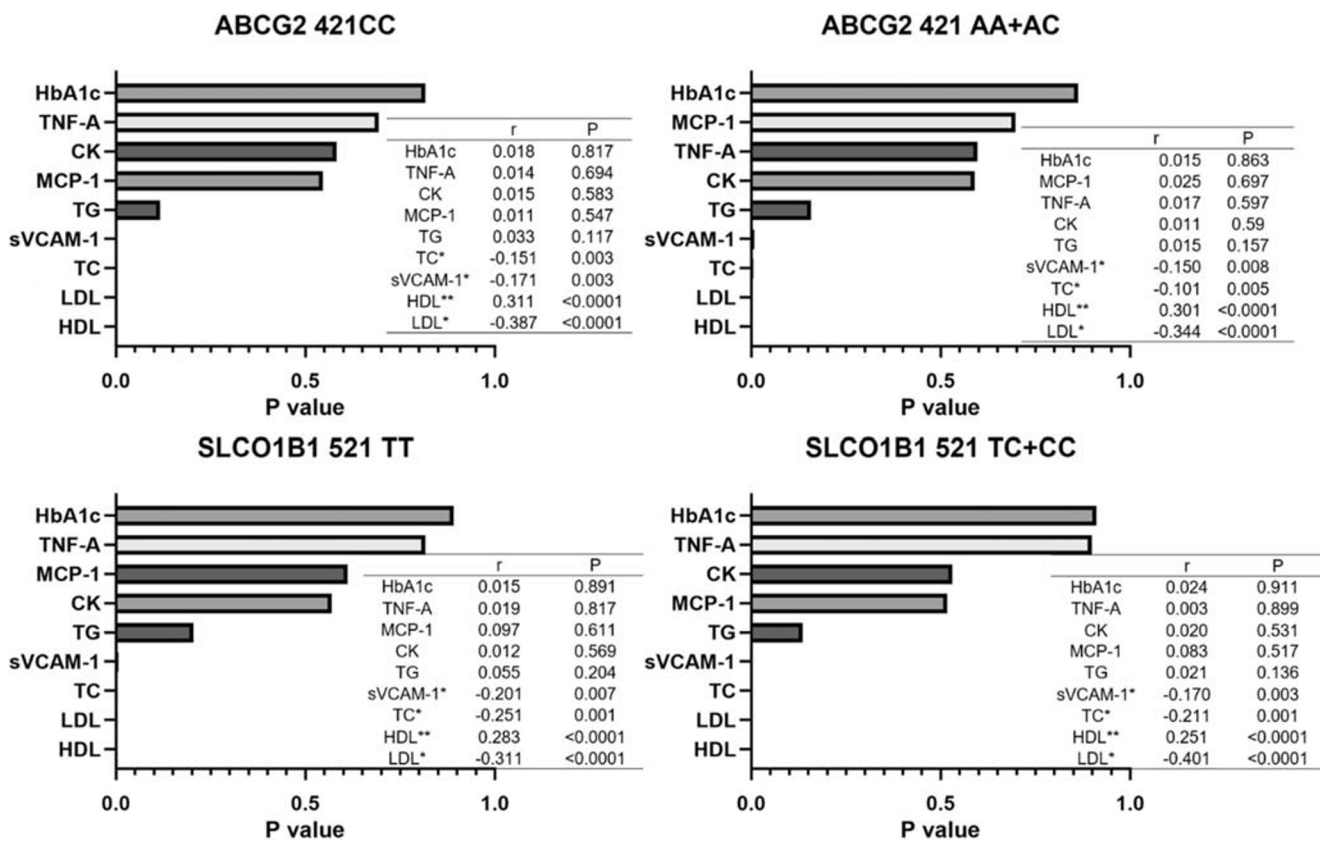 ABCG2 421CC
HbA1c
TNF-A
CK
MCP-1
TG
sVCAM-1
TC
LDL
HDL
r P
HbA1c 0.018 0.817
TNF-A 0.014 0.694
CK 0.015 0.583
MCP-1 0.011 0.547
TG 0.033 0.117
TC* -0.151 0.003
sVCAM-1* -0.171 0.003
HDL** 0.311 <0.0001
LDL* -0.387 <0.0001
0.0 0.5 1.0
P value
ABCG2 421 AA+AC
HbA1c
MCP-1
TNF-A
CK
TG
sVCAM-1
TC
LDL
HDL
r P
HbA1c 0.015 0.863
MCP-1 0.025 0.697
TNF-A 0.017 0.597
CK 0.011 0.59
TG 0.015 0.157
sVCAM-1* -0.150 0.008
TC* -0.101 0.005
HDL** 0.301 <0.0001
LDL* -0.344 <0.0001
0.0 0.5 1.0
P value
SLCO1B1 521 TT
HbA1c
TNF-A
MCP-1
CK
TG
sVCAM-1
TC
LDL
HDL
r P
HbA1c 0.015 0.891
TNF-A 0.019 0.817
MCP-1 0.097 0.611
CK 0.012 0.569
TG 0.055 0.204
sVCAM-1* -0.201 0.007
TC* -0.251 0.001
HDL** 0.283 <0.0001
LDL* -0.311 <0.0001
0.0 0.5 1.0
P value
SLCO1B1 521 TC+CC
HbA1c
TNF-A
CK
MCP-1
TG
sVCAM-1
TC
LDL
HDL
r P
HbA1c 0.024 0.911
TNF-A 0.003 0.899
CK 0.020 0.531
MCP-1 0.083 0.517
TG 0.021 0.136
sVCAM-1* -0.170 0.003
TC* -0.211 0.001
HDL** 0.251 <0.0001
LDL* -0.401 <0.0001
0.0 0.5 1.0
P value